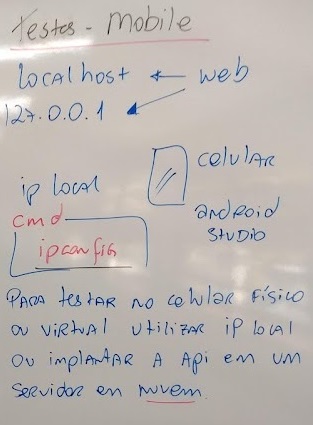 Testes - Mobile
localhost ← web
127.0.0.1
celular
ip local
android
STUDIO
cmd
ipconfig
PARA testar no celular físico
ou virtual utilizar ip local
ou implantar A Api em um
servidor em nuvem